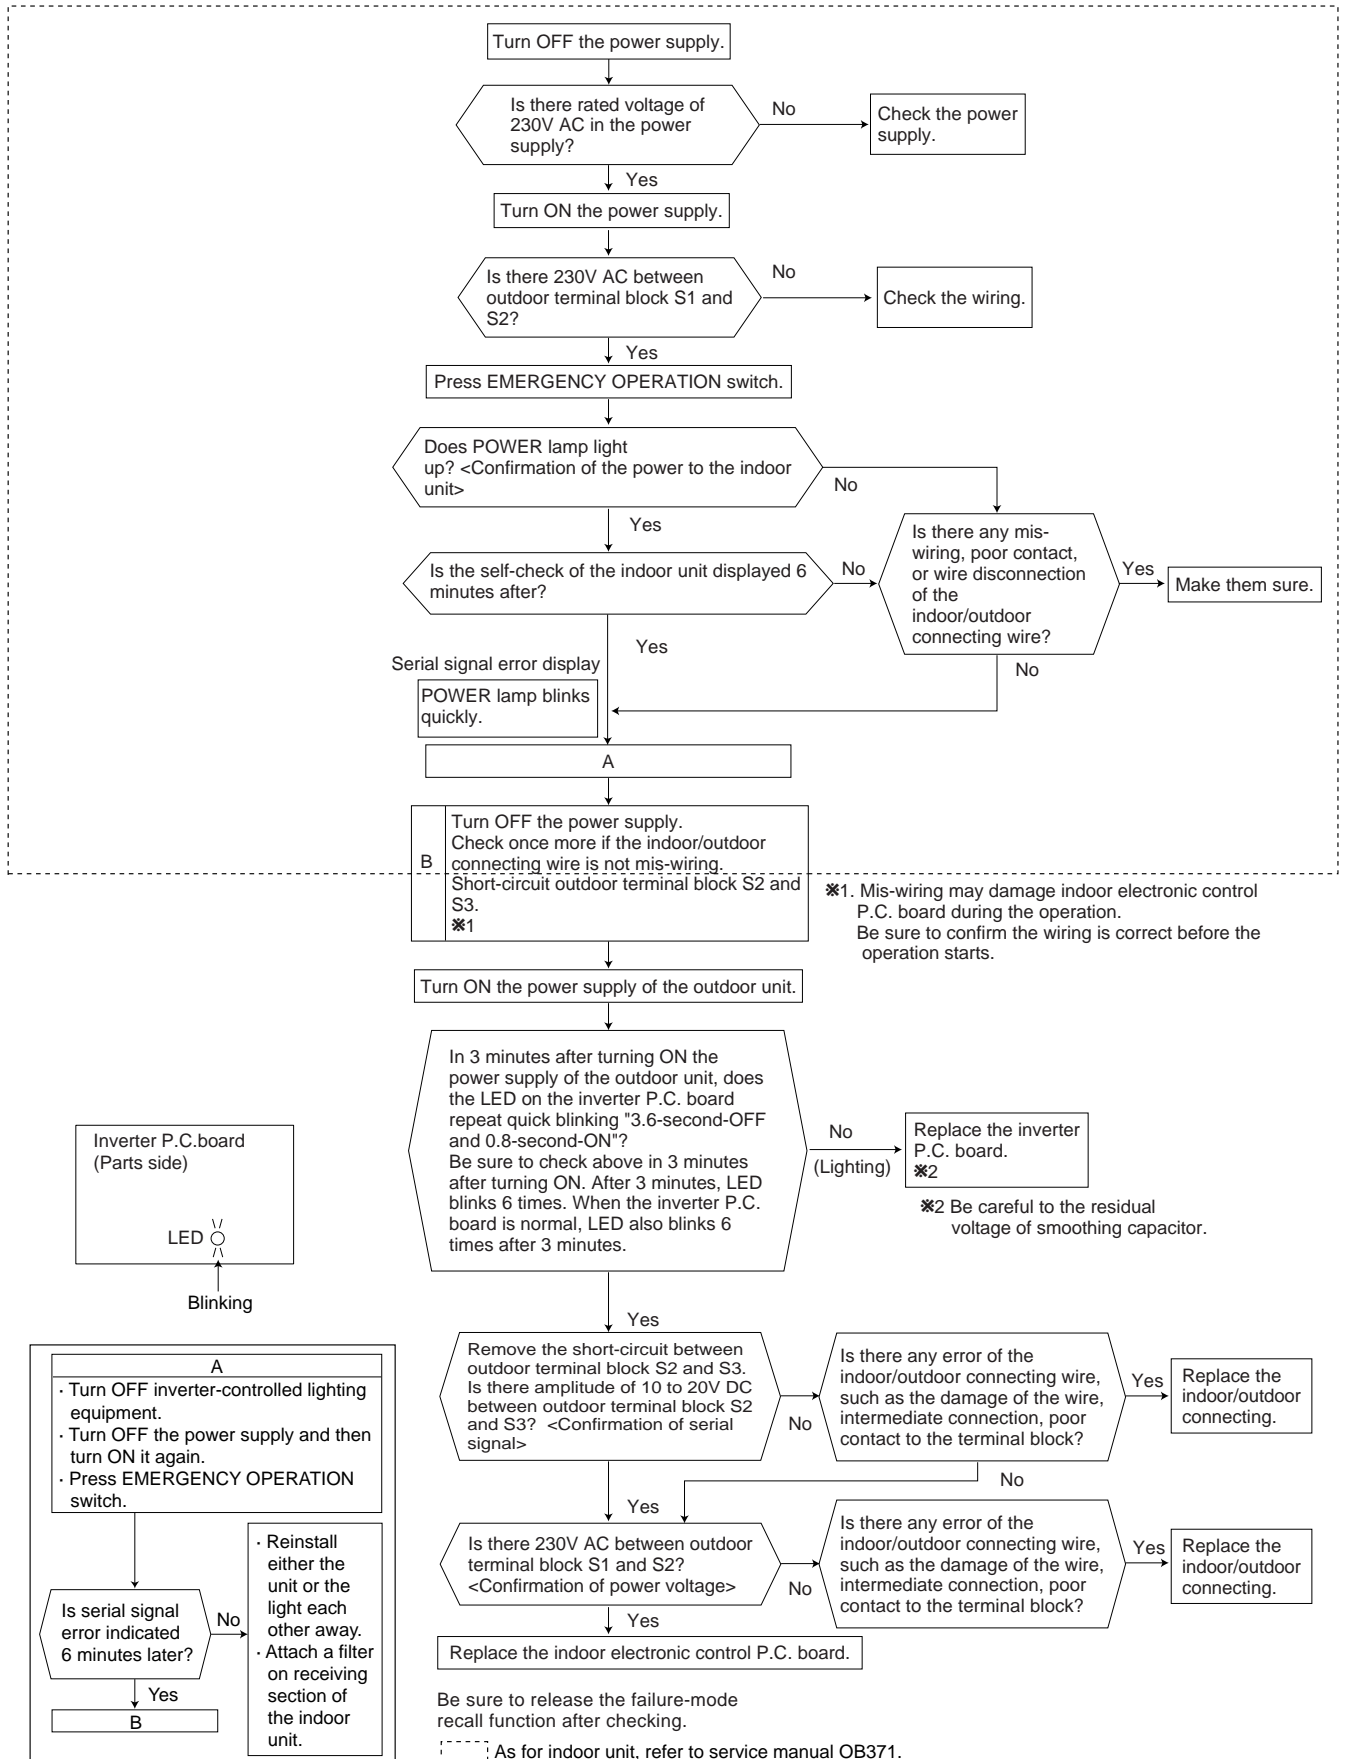 Turn OFF the power supply.
Is there rated voltage of
230V AC in the power
supply?
No
Check the power
supply.
Yes
Turn ON the power supply.
Is there 230V AC between
outdoor terminal block S1 and
S2?
No
Check the wiring.
Yes
Press EMERGENCY OPERATION switch.
Does POWER lamp light
up? <Confirmation of the power to the indoor
unit>
No
Yes
Is the self-check of the indoor unit displayed 6
minutes after?
No
Is there any mis-
wiring, poor contact,
or wire disconnection
of the
indoor/outdoor
connecting wire?
Yes
Make them sure.
Yes
No
Serial signal error display
POWER lamp blinks
quickly.
A
B
Turn OFF the power supply.
Check once more if the indoor/outdoor
connecting wire is not mis-wiring.
Short-circuit outdoor terminal block S2 and
S3.
※1
※1. Mis-wiring may damage indoor electronic control
P.C. board during the operation.
Be sure to confirm the wiring is correct before the
operation starts.
Turn ON the power supply of the outdoor unit.
In 3 minutes after turning ON the
power supply of the outdoor unit, does
the LED on the inverter P.C. board
repeat quick blinking "3.6-second-OFF
and 0.8-second-ON"?
Be sure to check above in 3 minutes
after turning ON. After 3 minutes, LED
blinks 6 times. When the inverter P.C.
board is normal, LED also blinks 6
times after 3 minutes.
No
(Lighting)
Replace the inverter
P.C. board.
※2
※2 Be careful to the residual
voltage of smoothing capacitor.
Inverter P.C.board
(Parts side)
LED
Blinking
Yes
Remove the short-circuit between
outdoor terminal block S2 and S3.
Is there amplitude of 10 to 20V DC
between outdoor terminal block S2
and S3? <Confirmation of serial
signal>
No
Is there any error of the
indoor/outdoor connecting wire,
such as the damage of the wire,
intermediate connection, poor
contact to the terminal block?
Yes
Replace the
indoor/outdoor
connecting.
No
Yes
Is there 230V AC between outdoor
terminal block S1 and S2?
<Confirmation of power voltage>
No
Is there any error of the
indoor/outdoor connecting wire,
such as the damage of the wire,
intermediate connection, poor
contact to the terminal block?
Yes
Replace the
indoor/outdoor
connecting.
Yes
Replace the indoor electronic control P.C. board.
A
· Turn OFF inverter-controlled lighting
equipment.
· Turn OFF the power supply and then
turn ON it again.
· Press EMERGENCY OPERATION
switch.
Is serial signal
error indicated
6 minutes later?
No
· Reinstall
either the
unit or the
light each
other away.
· Attach a filter
on receiving
section of
the indoor
unit.
Yes
B
Be sure to release the failure-mode
recall function after checking.
As for indoor unit, refer to service manual OB371.